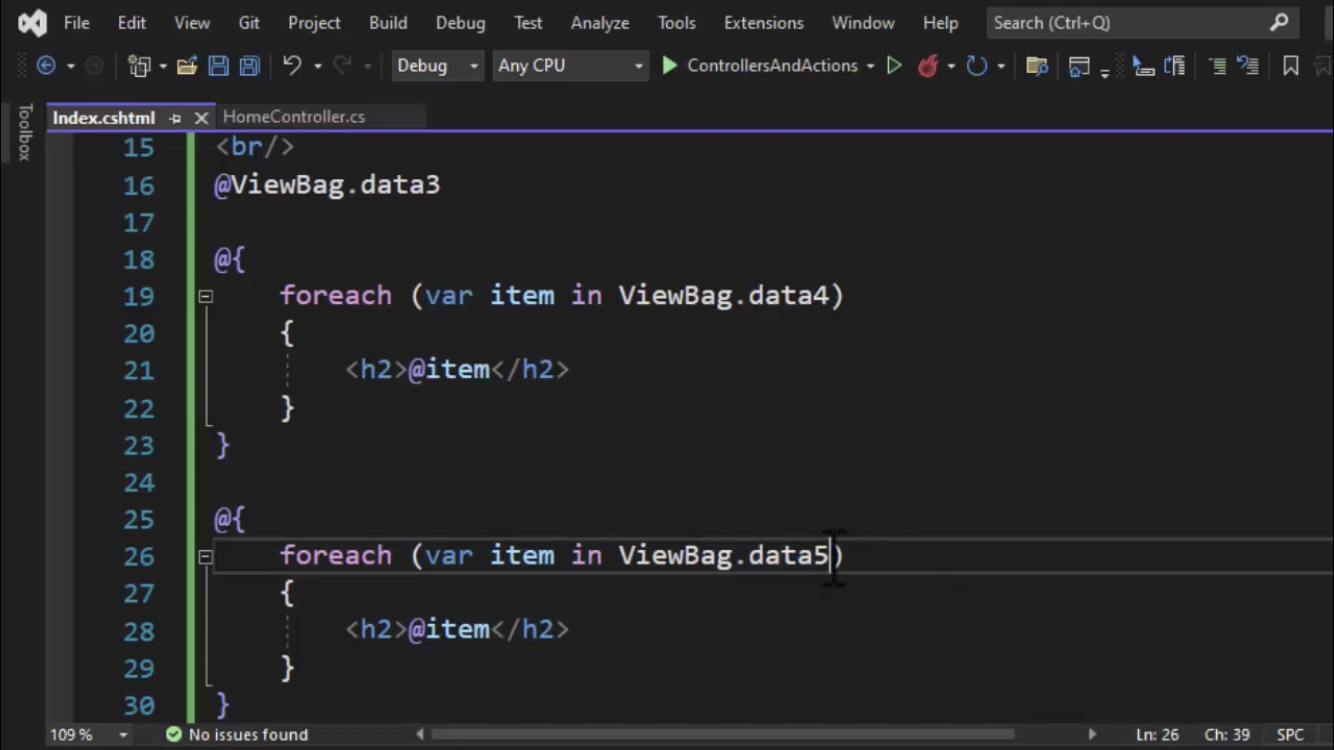 File Edit View Git Project Build Debug Test Analyze Tools Extensions Window Help Search (Ctrl+Q)
Debug Any CPU ControllersAndActions
Toolbox
Index.cshtml HomeController.cs
15 <br/>
16 @ViewBag.data3
17
18 @{
19 foreach (var item in ViewBag.data4)
20 {
21 <h2>@item</h2>
22 }
23 }
24
25 @{
26 foreach (var item in ViewBag.data5)
27 {
28 <h2>@item</h2>
29 }
30 }
109 % No issues found Ln: 26 Ch: 39 SPC